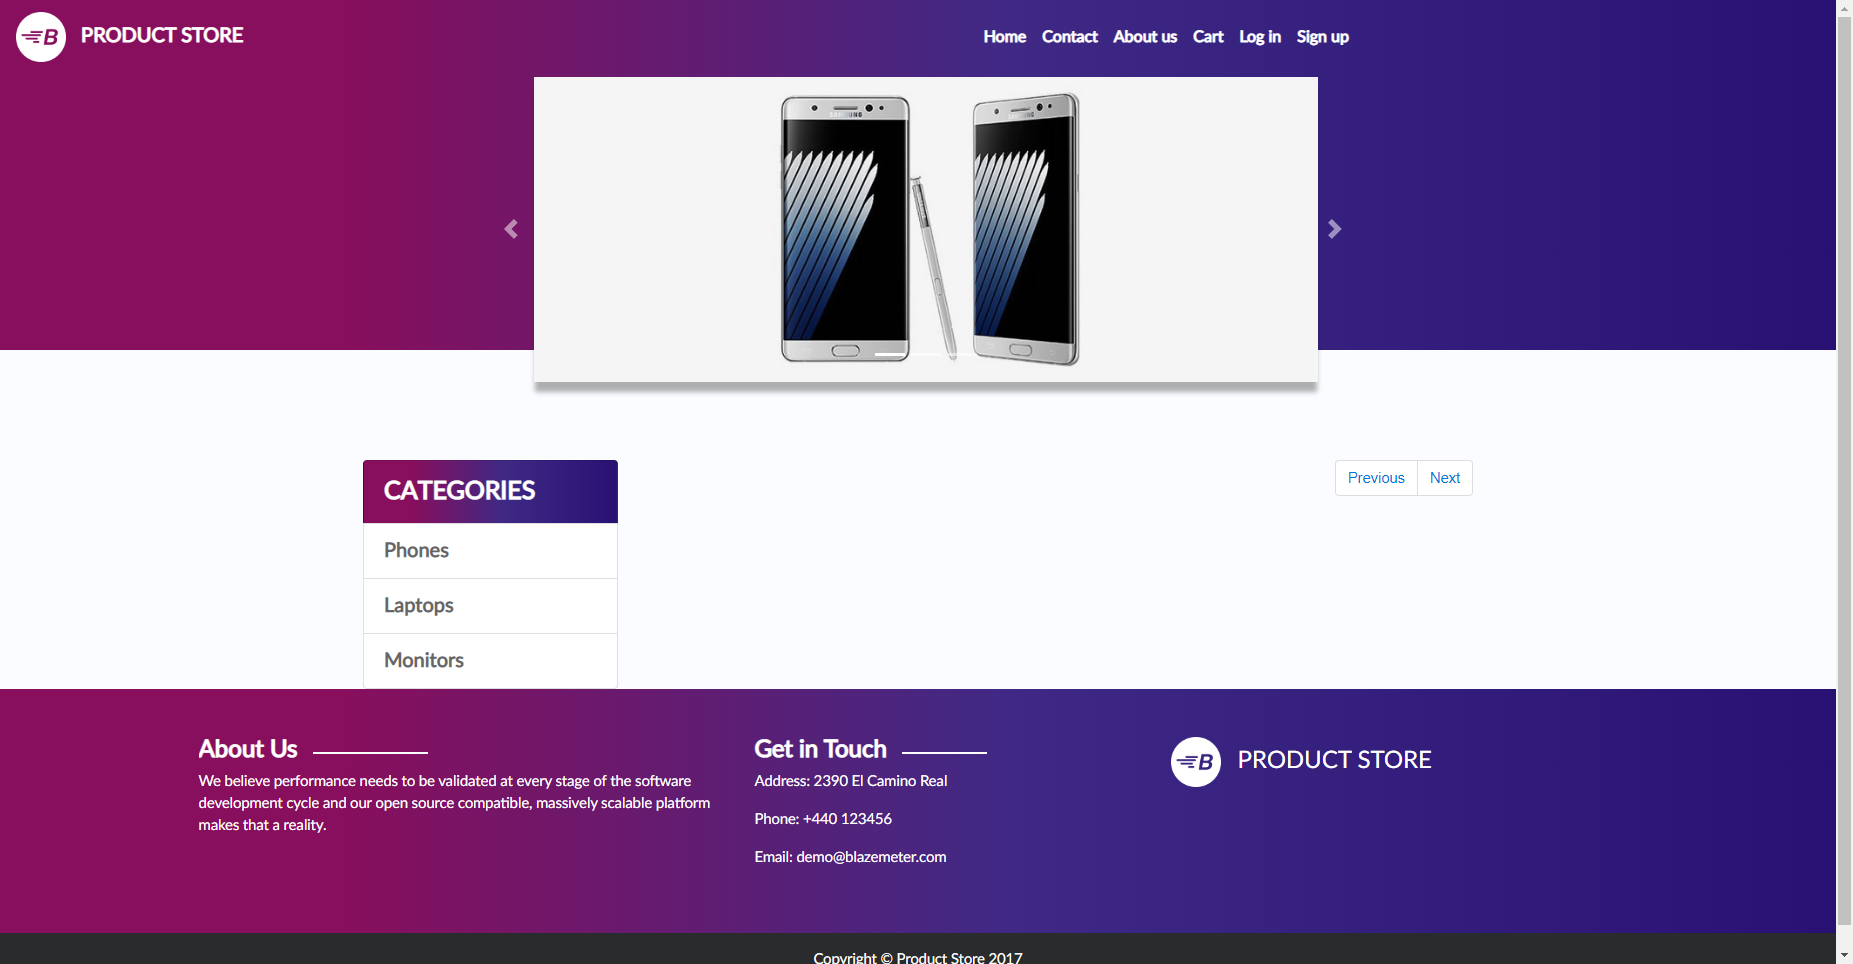 B PRODUCT STORE
Home Contact About us Cart Log in Sign up
SAMSUNG SAMSUNG
CATEGORIES
Phones
Laptops
Monitors
Previous Next
About Us
We believe performance needs to be validated at every stage of the software
development cycle and our open source compatible, massively scalable platform
makes that a reality.
Get in Touch
Address: 2390 El Camino Real
Phone: +440 123456
Email: demo@blazemeter.com
B PRODUCT STORE
Copyright © Product Store 2017